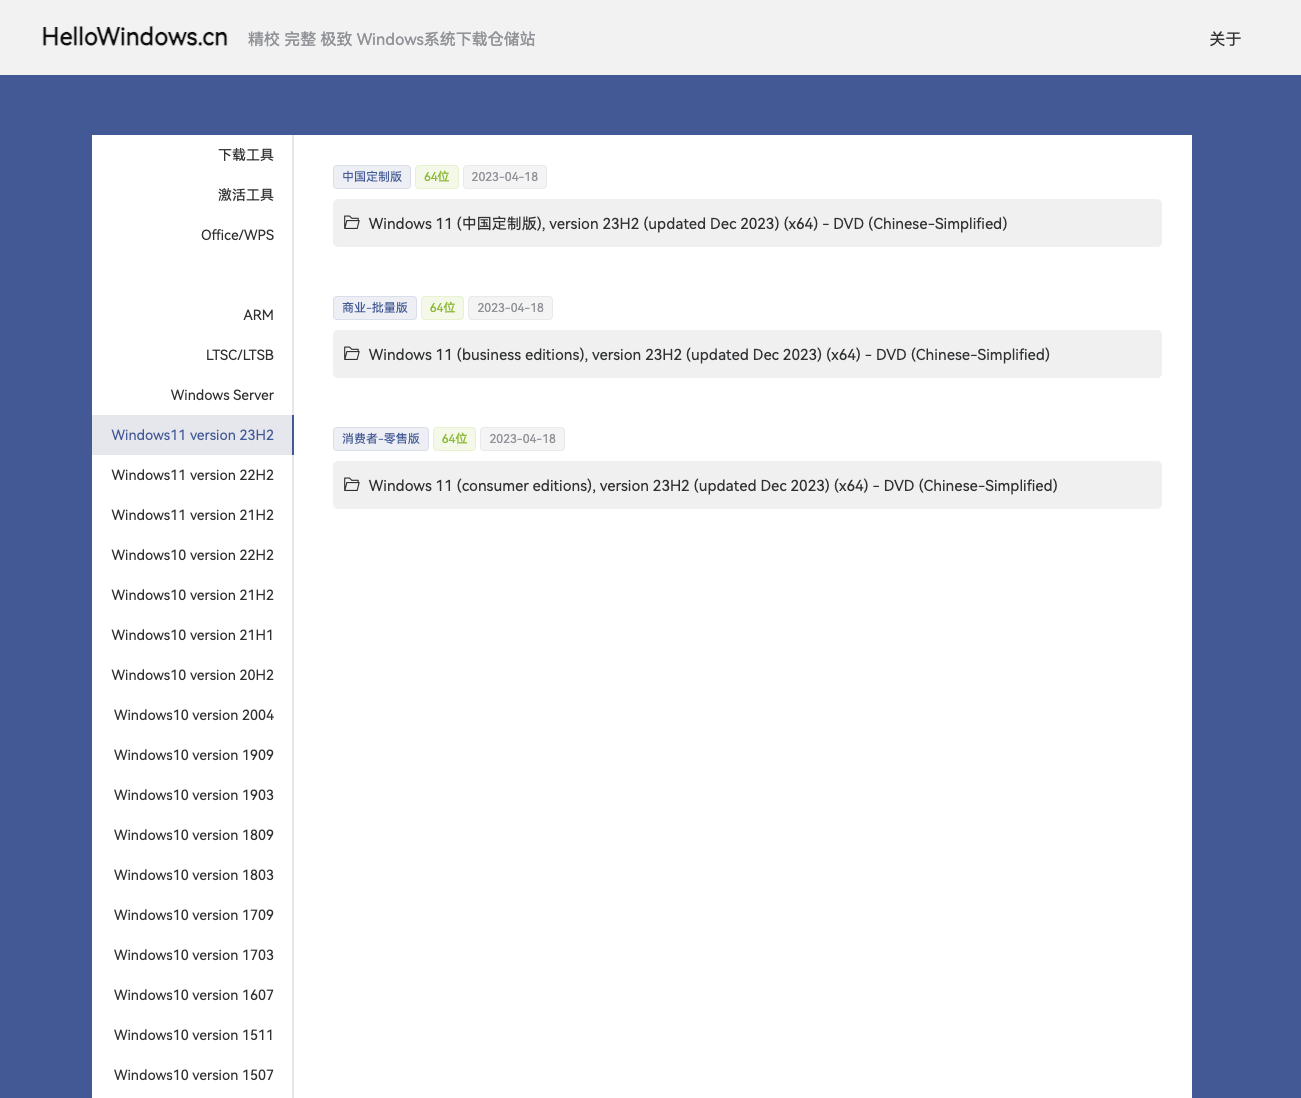 HelloWindows.cn 精校 完整 极致 Windows系统下载仓储站 关于
下载工具
激活工具
Office/WPS
ARM
LTSC/LTSB
Windows Server
Windows11 version 23H2
Windows11 version 22H2
Windows11 version 21H2
Windows10 version 22H2
Windows10 version 21H2
Windows10 version 21H1
Windows10 version 20H2
Windows10 version 2004
Windows10 version 1909
Windows10 version 1903
Windows10 version 1809
Windows10 version 1803
Windows10 version 1709
Windows10 version 1703
Windows10 version 1607
Windows10 version 1511
Windows10 version 1507
中国定制版 64位 2023-04-18
Windows 11 (中国定制版), version 23H2 (updated Dec 2023) (x64) - DVD (Chinese-Simplified)
商业-批量版 64位 2023-04-18
Windows 11 (business editions), version 23H2 (updated Dec 2023) (x64) - DVD (Chinese-Simplified)
消费者-零售版 64位 2023-04-18
Windows 11 (consumer editions), version 23H2 (updated Dec 2023) (x64) - DVD (Chinese-Simplified)